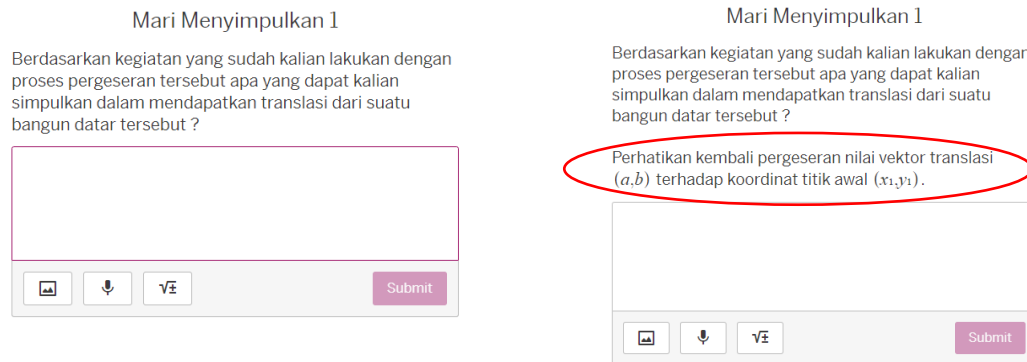 Mari Menyimpulkan 1
Berdasarkan kegiatan yang sudah kalian lakukan dengan
proses pergeseran tersebut apa yang dapat kalian
simpulkan dalam mendapatkan translasi dari suatu
bangun datar tersebut ?
√±
Submit
Mari Menyimpulkan 1
Berdasarkan kegiatan yang sudah kalian lakukan dengan
proses pergeseran tersebut apa yang dapat kalian
simpulkan dalam mendapatkan translasi dari suatu
bangun datar tersebut ?
Perhatikan kembali pergeseran nilai vektor translasi
(a,b) terhadap koordinat titik awal (x₁,y₁).
√±
Submit